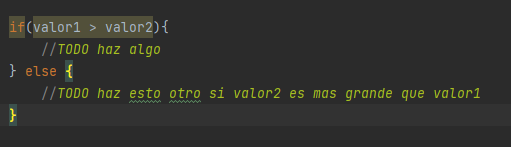 if(valor1 > valor2){
//TODO haz algo
} else {
//TODO haz esto otro si valor2 es mas grande que valor1
}